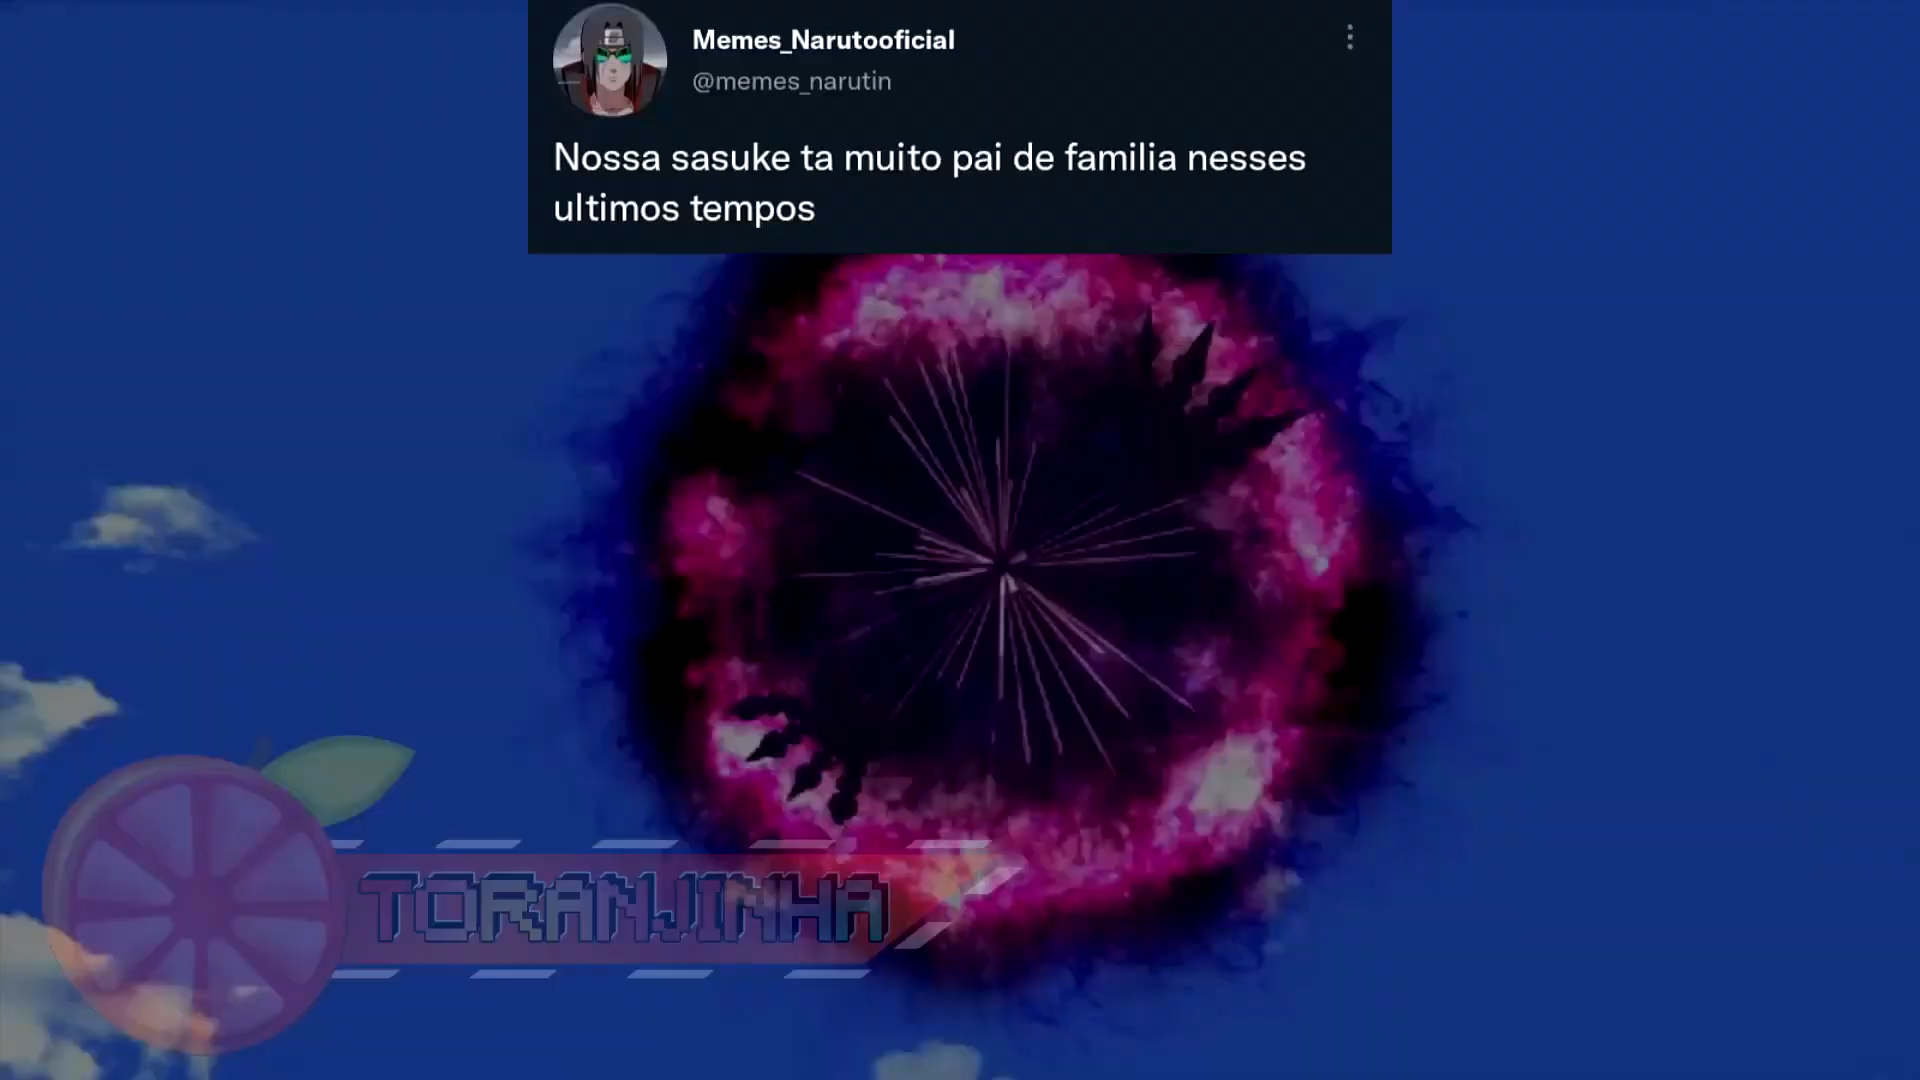 Memes_Narutooficial
@memes_narutin
Nossa sasuke ta muito pai de familia nesses
ultimos tempos
TORANJINHA